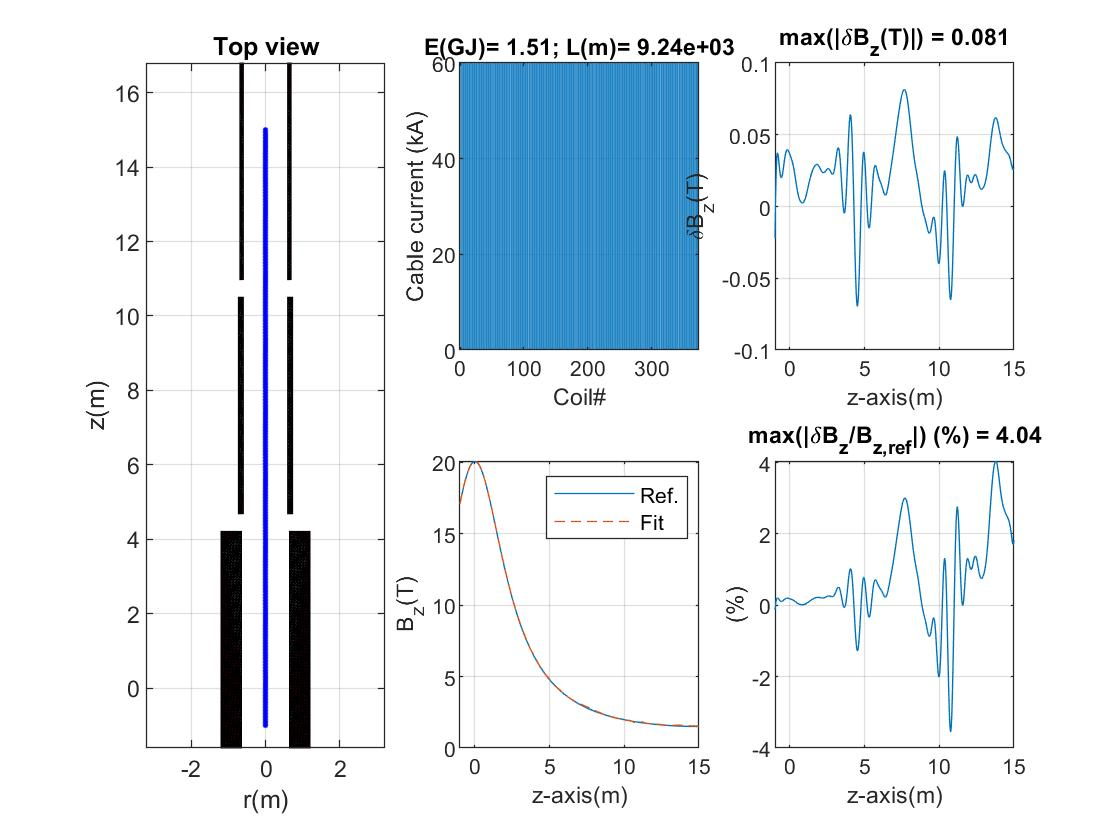 Top view
16
14
12
10
8
6
4
2
0
z(m)
-2 0 2
r(m)
E(GJ)= 1.51; L(m)= 9.24e+03
60
40
20
0
Cable current (kA)
0 100 200 300
Coil#
max(|δB_z(T)|) = 0.081
0.1
0.05
0
-0.05
-0.1
δB_z(T)
0 5 10 15
z-axis(m)
20
15
10
5
0
B_z(T)
Ref.
Fit
0 5 10 15
z-axis(m)
max(|δB_z/B_z,ref|) (%) = 4.04
4
2
0
-2
-4
(%)
0 5 10 15
z-axis(m)